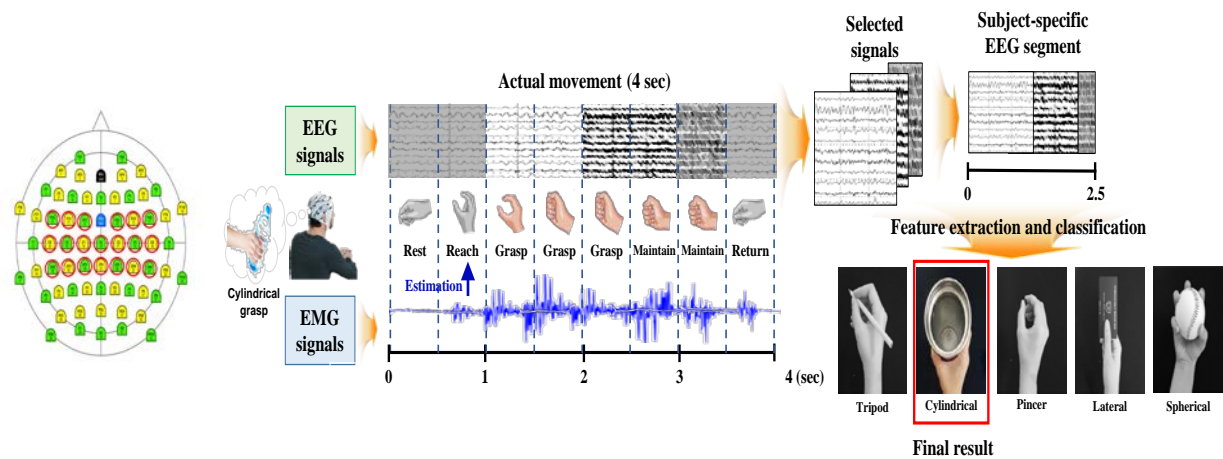 Selected
signals
Subject-specific
EEG segment
Actual movement (4 sec)
EEG
signals
0
2.5
Rest
Reach
Grasp
Grasp
Grasp
Maintain
Maintain
Return
Feature extraction and classification
Cylindrical
grasp
Estimation
EMG
signals
0
1
2
3
4 (sec)
Tripod
Cylindrical
Pincer
Lateral
Spherical
Final result